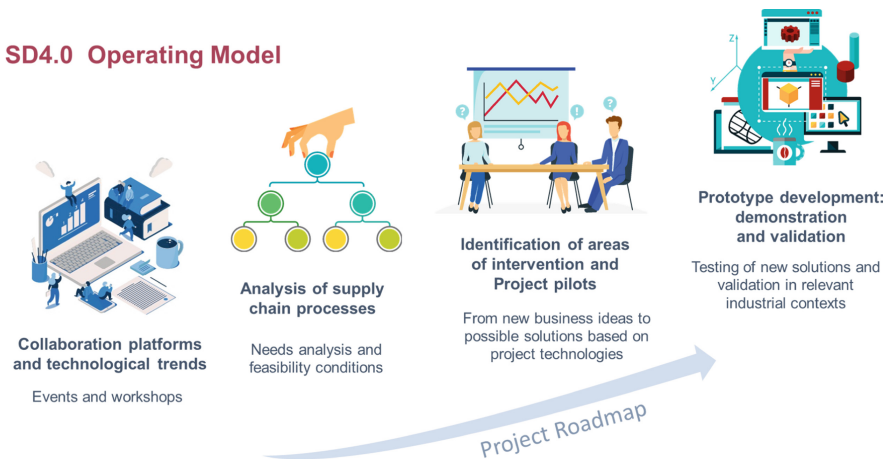 SD4.0 Operating Model
Collaboration platforms
and technological trends
Events and workshops
Analysis of supply
chain processes
Needs analysis and
feasibility conditions
? ! ?
Identification of areas
of intervention and
Project pilots
From new business ideas to
possible solutions based on
project technologies
Z
Y
Prototype development:
demonstration
and validation
Testing of new solutions and
validation in relevant
industrial contexts
Project Roadmap